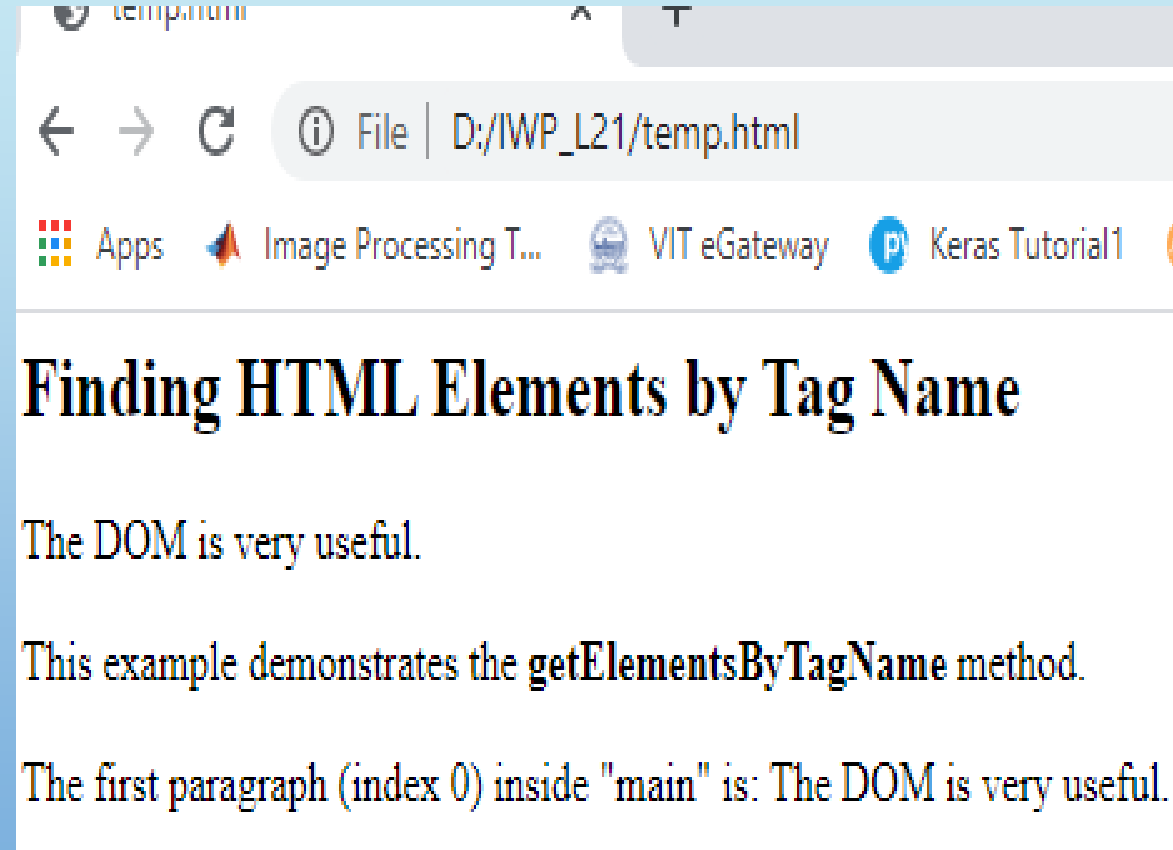 temp.html
File D:/IWP_L21/temp.html
Apps Image Processing T... VIT eGateway Keras Tutorial1
Finding HTML Elements by Tag Name
The DOM is very useful.
This example demonstrates the getElementsByTagName method.
The first paragraph (index 0) inside "main" is: The DOM is very useful.